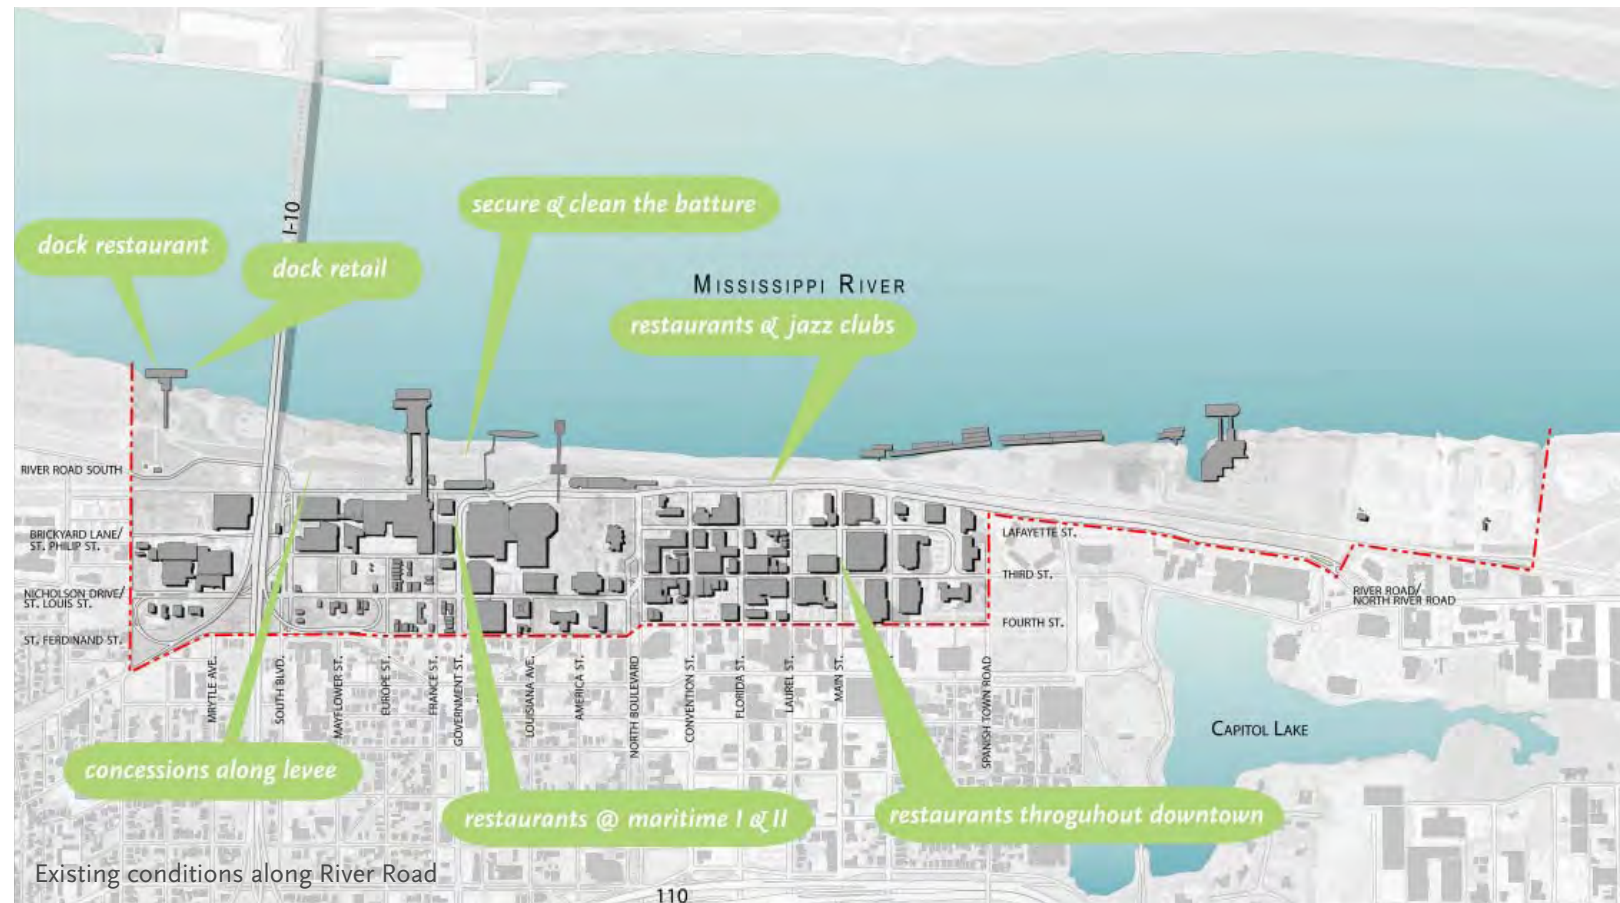 I-10
secure & clean the batture
dock restaurant
dock retail
MISSISSIPPI RIVER
restaurants & jazz clubs
RIVER ROAD SOUTH
BRICKYARD LANE/
ST. PHILIP ST.
NICHOLSON DRIVE/
ST. LOUIS ST.
ST. FERDINAND ST.
LAFAYETTE ST.
THIRD ST.
FOURTH ST.
RIVER ROAD/
NORTH RIVER ROAD
MRYTLE AVE.
SOUTH BLVD.
MAYFLOWER ST.
EUROPE ST.
FRANCE ST.
GOVERNMENT ST.
LOUISIANA AVE.
AMERICA ST.
NORTH BOULEVARD
CONVENTION ST.
FLORIDA ST.
LAUREL ST.
MAIN ST.
SPANISH TOWN ROAD
CAPITOL LAKE
concessions along levee
restaurants @ maritime I & II
restaurants throguhout downtown
Existing conditions along River Road
110